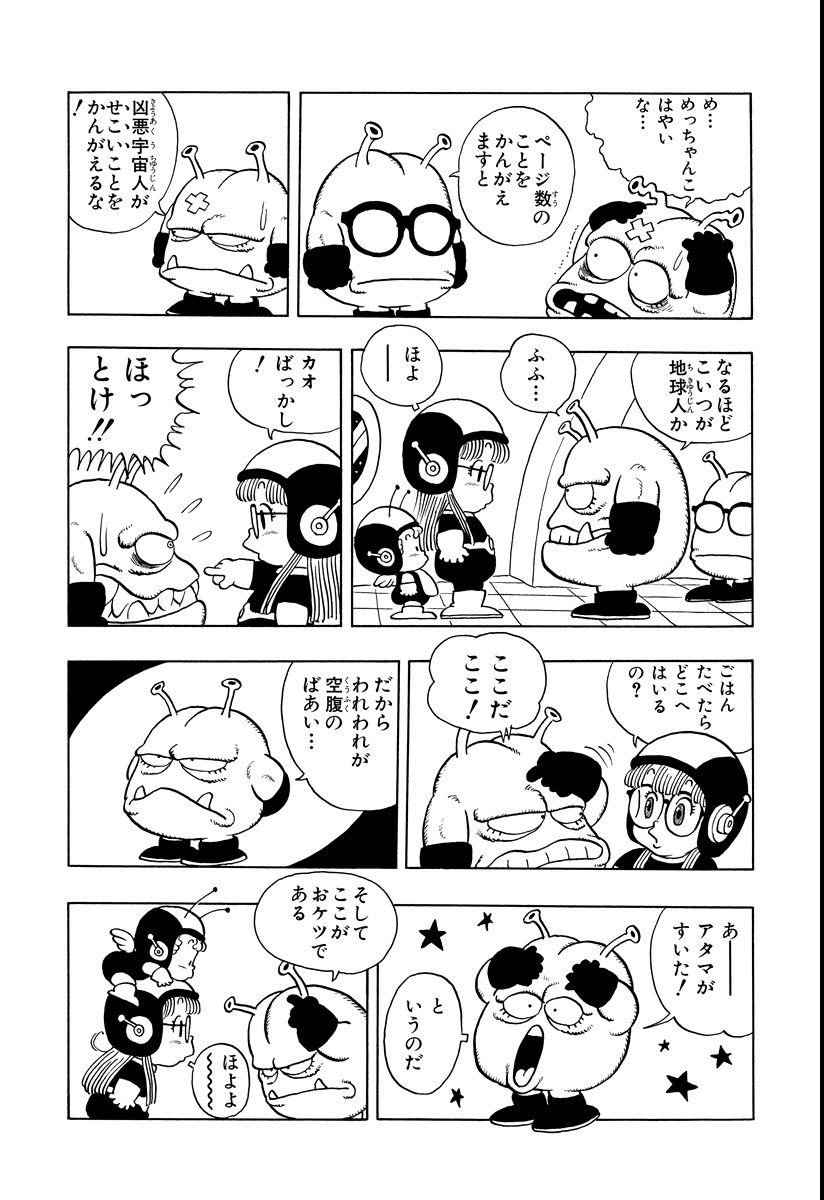 め…
めっちゃんこ
はやい
な…
ページ数の
ことを
かんがえ
ますと
凶悪宇宙人が
せこいことを
かんがえるな
！
なるほど
こいつが
地球人か
ふふ…
ほよ
ー
カオ
ばっかし
！
ほっ
とけ!!
ごはん
たべたら
どこへ
はいる
の？
ここだ
ここ！
だから
われわれが
空腹の
ばあい…
あーー
アタマが
すいた！
と
いうのだ
そして
ここが
おケツで
ある
ほよよ